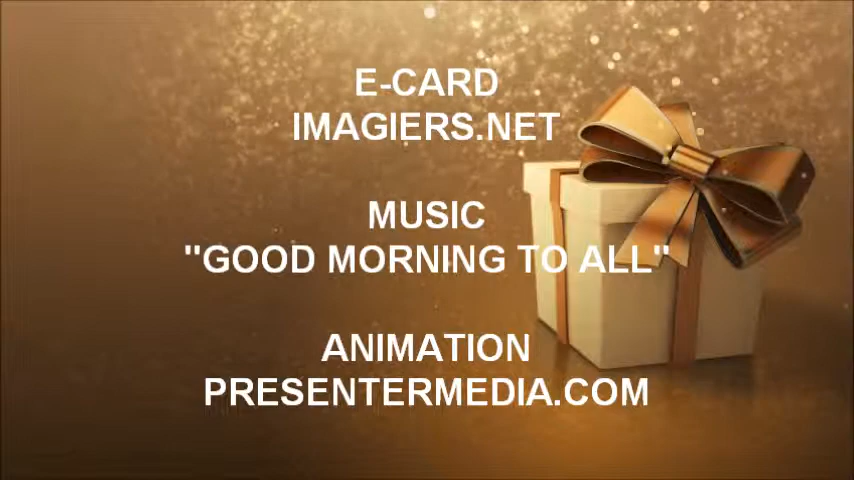 E-CARD
IMAGIERS.NET
MUSIC
"GOOD MORNING TO ALL"
ANIMATION
PRESENTERMEDIA.COM